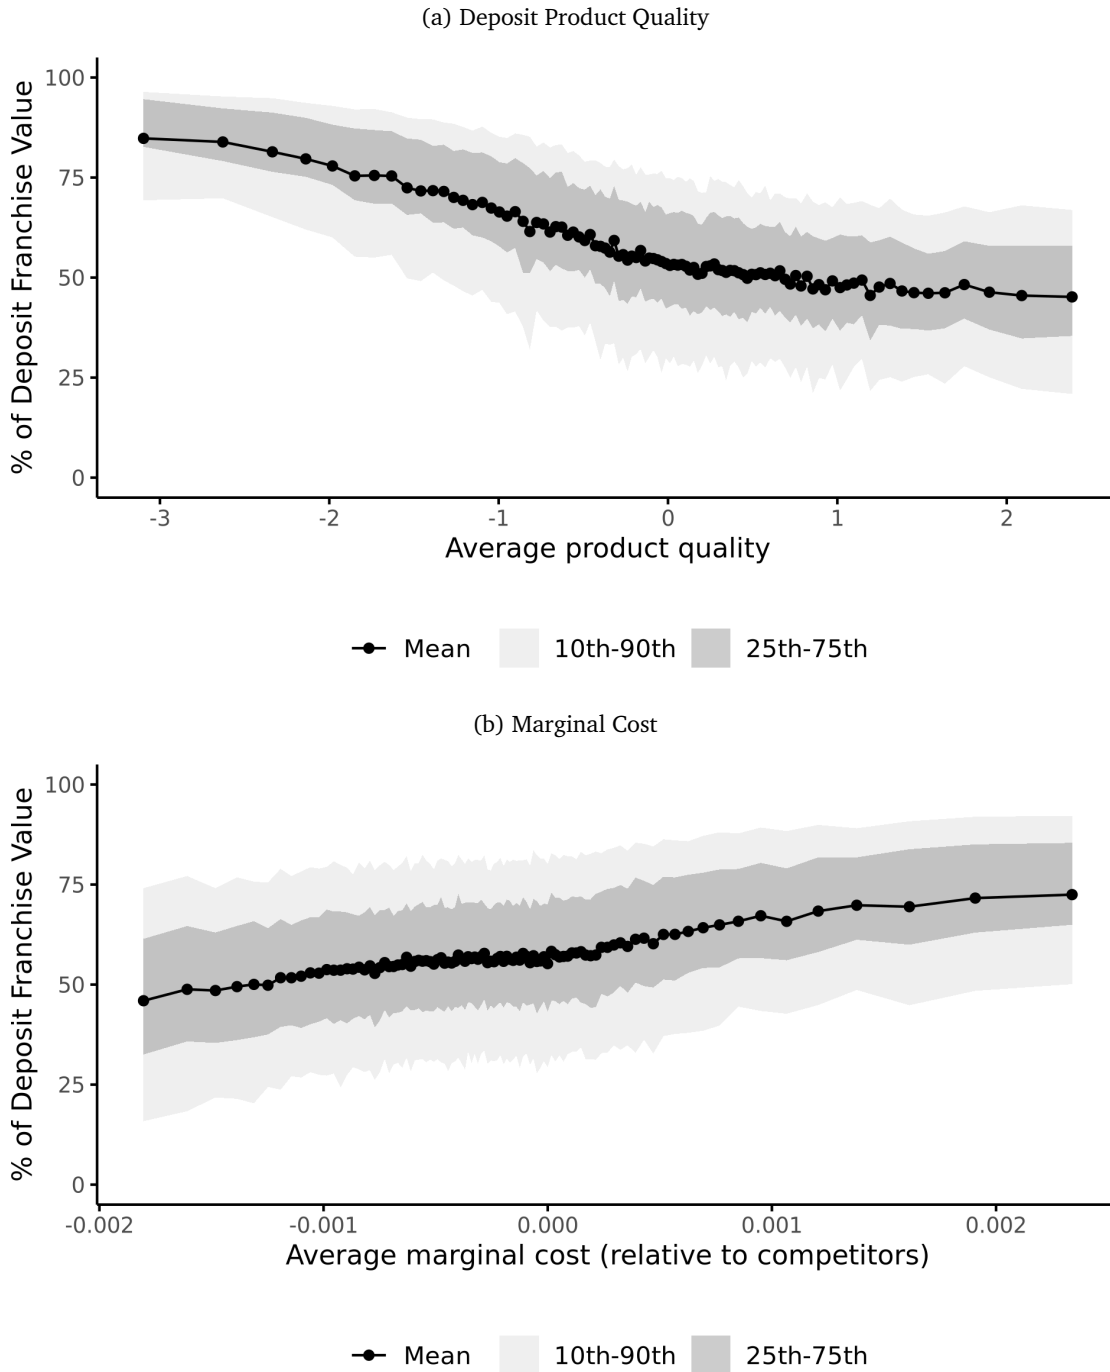 (a) Deposit Product Quality
% of Deposit Franchise Value
100
75
50
25
0
-3 -2 -1 0 1 2
Average product quality
Mean 10th-90th 25th-75th
(b) Marginal Cost
% of Deposit Franchise Value
100
75
50
25
0
-0.002 -0.001 0.000 0.001 0.002
Average marginal cost (relative to competitors)
Mean 10th-90th 25th-75th